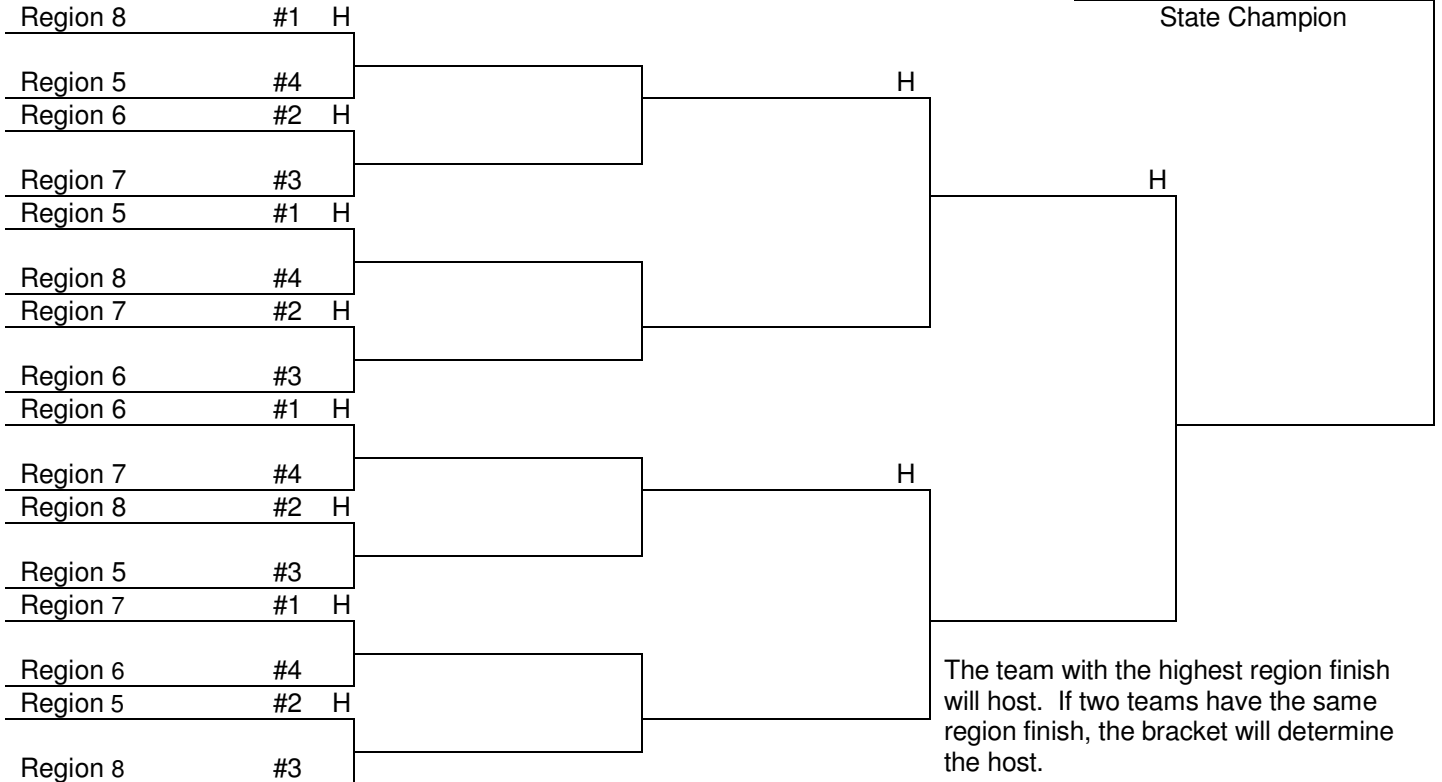 Region 8 #1 H
State Champion
Region 5 #4
H
Region 6 #2 H
Region 7 #3
H
Region 5 #1 H
Region 8 #4
Region 7 #2 H
Region 6 #3
Region 6 #1 H
Region 7 #4
H
Region 8 #2 H
Region 5 #3
Region 7 #1 H
Region 6 #4
Region 5 #2 H
Region 8 #3
The team with the highest region finish
will host. If two teams have the same
region finish, the bracket will determine
the host.